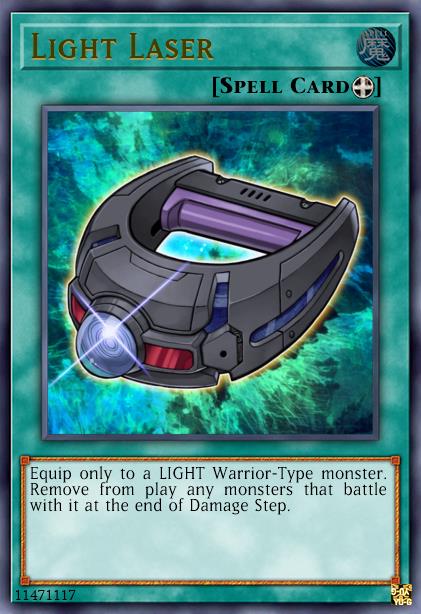 LIGHT LASER
魔
[SPELL CARD]
Equip only to a LIGHT Warrior-Type monster.
Remove from play any monsters that battle
with it at the end of Damage Step.
11471117